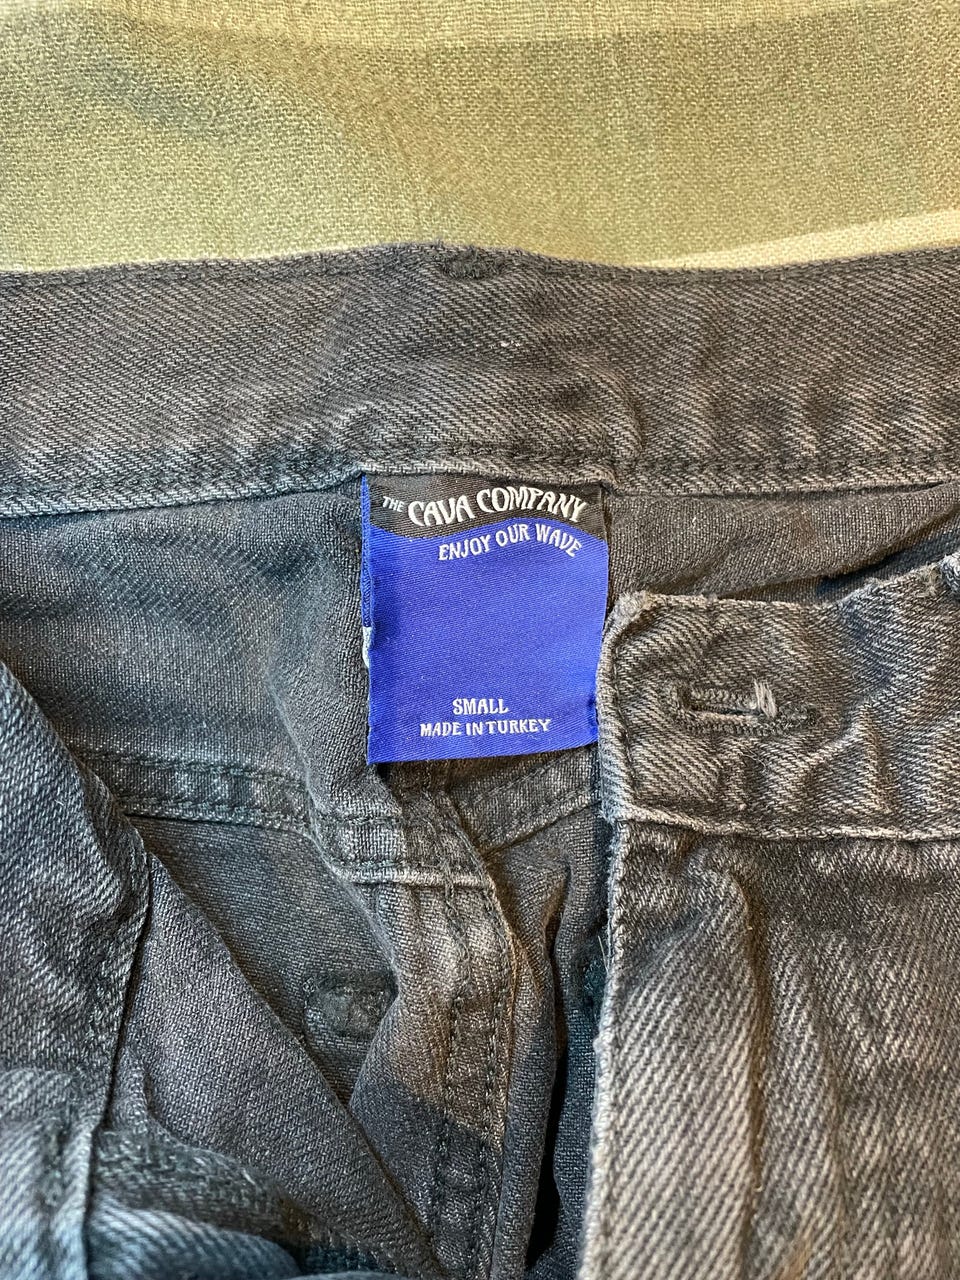 THE CAVA COMPANY
ENJOY OUR WAVE
SMALL
MADE IN TURKEY